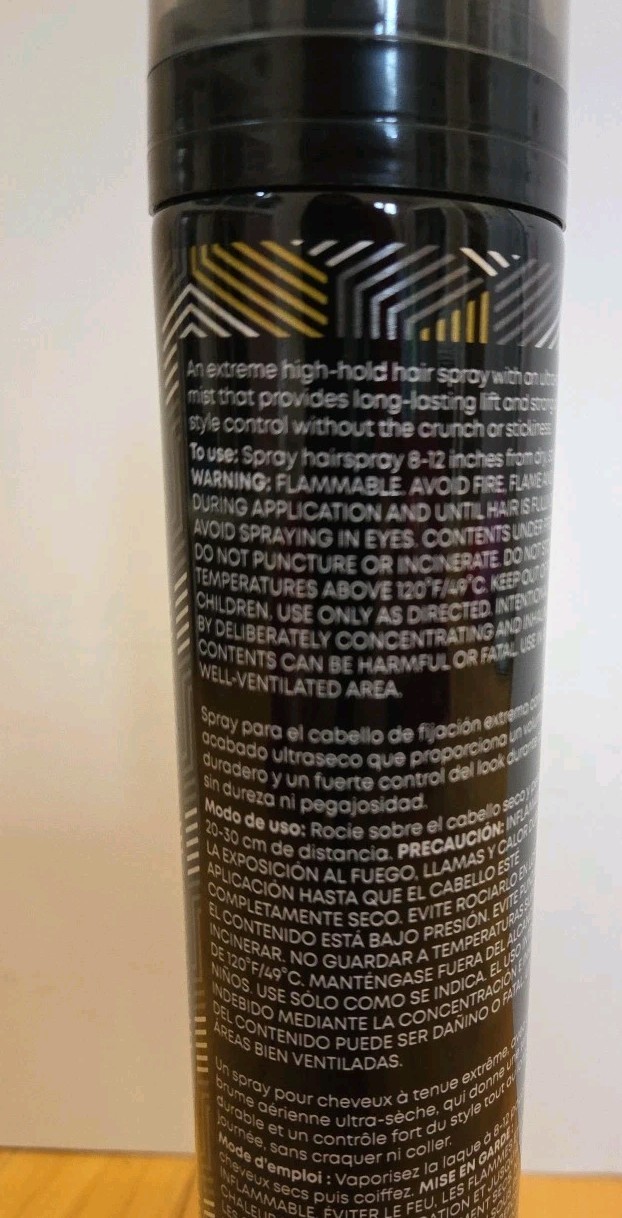 An extreme high-hold hair spray with an
mist that provides long-lasting lift and
style control without the crunch or stickiness
To use: Spray hairspray 8-12 inches from dry,
WARNING: FLAMMABLE. AVOID FIRE, FLAME
DURING APPLICATION AND UNTIL HAIR IS
AVOID SPRAYING IN EYES. CONTENTS UNDER
DO NOT PUNCTURE OR INCINERATE. DO NOT
TEMPERATURES ABOVE 120°F/49°C. KEEP OUT OF
CHILDREN. USE ONLY AS DIRECTED.
BY DELIBERATELY CONCENTRATING AND
CONTENTS CAN BE HARMFUL OR FATAL. USE IN
WELL-VENTILATED AREA.
Spray para el cabello de fijación extrema
acabado ultraseco que proporciona un
duradero y un fuerte control del look durante
sin dureza ni pegajosidad.
Modo de uso: Rocíe sobre el cabello seco y
20-30 cm de distancia. PRECAUCIÓN:
LA EXPOSICIÓN AL FUEGO, LLAMAS Y CALOR
APLICACIÓN HASTA QUE EL CABELLO ESTÉ
COMPLETAMENTE SECO. EVITE ROCIARLO EN
EL CONTENIDO ESTÁ BAJO PRESIÓN. EVITE
INCINERAR. NO GUARDAR A TEMPERATURAS
DE 120°F/49°C. MANTÉNGASE FUERA DEL
NIÑOS. USE SÓLO COMO SE INDICA. EL USO
INDEBIDO MEDIANTE LA CONCENTRACIÓN E
DEL CONTENIDO PUEDE SER DAÑINO O FATAL.
ÁREAS BIEN VENTILADAS.
Un spray pour cheveux à tenue extrême,
brume aérienne ultra-sèche, qui donne une
durable et un contrôle fort du style tout au
journée, sans craquer ni coller.
Mode d'emploi : Vaporisez la laque à 8-12
cheveux secs puis coiffez. MISE EN GARDE
INFLAMMABLE. ÉVITER LE FEU, LES FLAMMES
CHALEUR